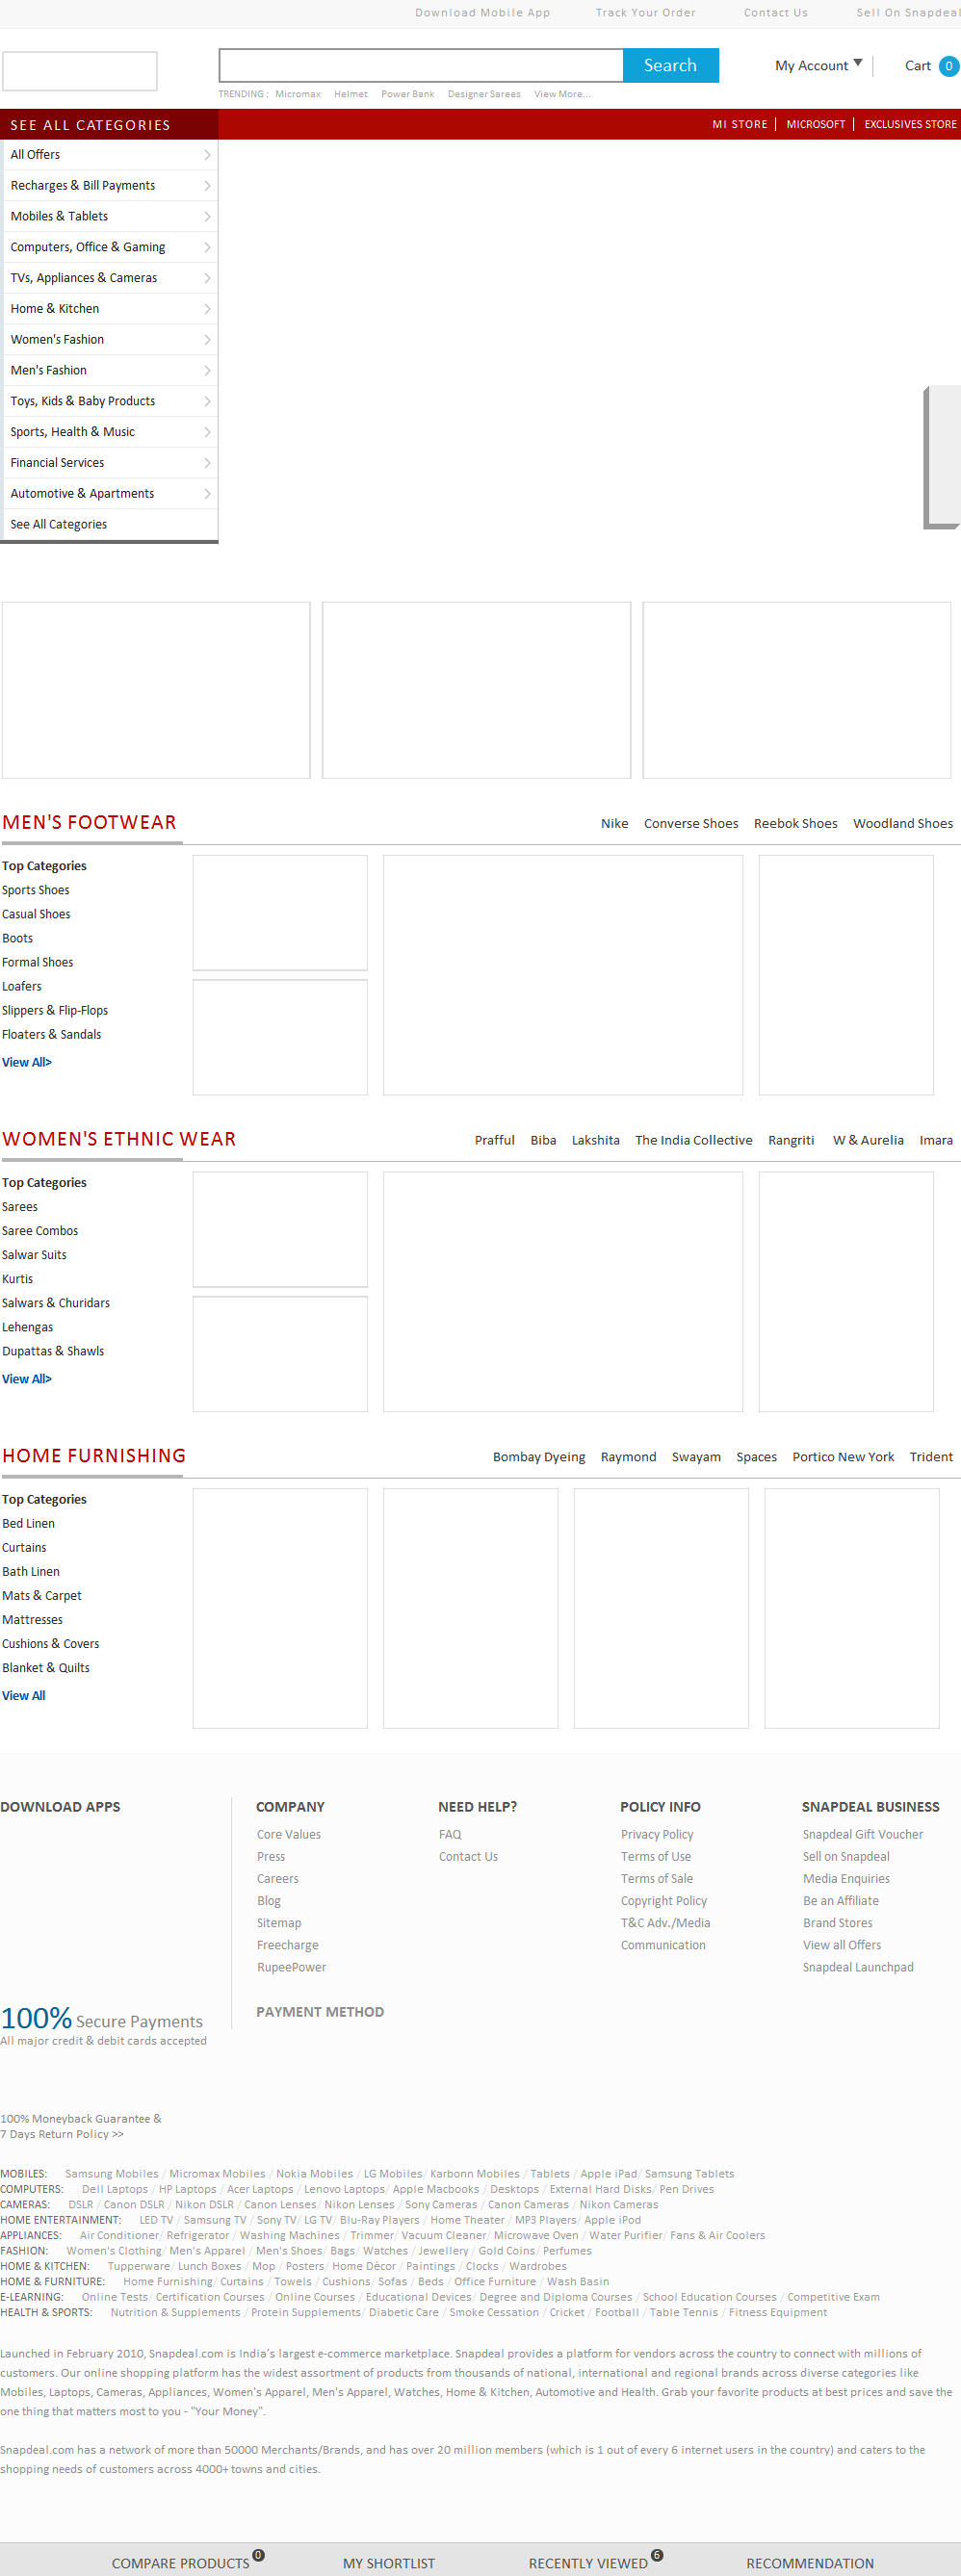 Download Mobile App Track Your Order Contact Us Sell On Snapdeal
Search My Account Cart 0
TRENDING : Micromax Helmet Power Bank Designer Sarees View More...
SEE ALL CATEGORIES MI STORE MICROSOFT EXCLUSIVES STORE
All Offers
Recharges & Bill Payments
Mobiles & Tablets
Computers, Office & Gaming
TVs, Appliances & Cameras
Home & Kitchen
Women's Fashion
Men's Fashion
Toys, Kids & Baby Products
Sports, Health & Music
Financial Services
Automotive & Apartments
See All Categories
MEN'S FOOTWEAR Nike Converse Shoes Reebok Shoes Woodland Shoes
Top Categories
Sports Shoes
Casual Shoes
Boots
Formal Shoes
Loafers
Slippers & Flip-Flops
Floaters & Sandals
View All>
WOMEN'S ETHNIC WEAR Prafful Biba Lakshita The India Collective Rangriti W & Aurelia Imara
Top Categories
Sarees
Saree Combos
Salwar Suits
Kurtis
Salwars & Churidars
Lehengas
Dupattas & Shawls
View All>
HOME FURNISHING Bombay Dyeing Raymond Swayam Spaces Portico New York Trident
Top Categories
Bed Linen
Curtains
Bath Linen
Mats & Carpet
Mattresses
Cushions & Covers
Blanket & Quilts
View All
DOWNLOAD APPS
COMPANY
Core Values
Press
Careers
Blog
Sitemap
Freecharge
RupeePower
NEED HELP?
FAQ
Contact Us
POLICY INFO
Privacy Policy
Terms of Use
Terms of Sale
Copyright Policy
T&C Adv./Media
Communication
SNAPDEAL BUSINESS
Snapdeal Gift Voucher
Sell on Snapdeal
Media Enquiries
Be an Affiliate
Brand Stores
View all Offers
Snapdeal Launchpad
100% Secure Payments
All major credit & debit cards accepted
PAYMENT METHOD
100% Moneyback Guarantee &
7 Days Return Policy >>
MOBILES: Samsung Mobiles / Micromax Mobiles / Nokia Mobiles / LG Mobiles/ Karbonn Mobiles / Tablets / Apple iPad/ Samsung Tablets
COMPUTERS: Dell Laptops / HP Laptops / Acer Laptops / Lenovo Laptops/ Apple Macbooks / Desktops / External Hard Disks/ Pen Drives
CAMERAS: DSLR / Canon DSLR / Nikon DSLR / Canon Lenses/ Nikon Lenses / Sony Cameras / Canon Cameras / Nikon Cameras
HOME ENTERTAINMENT: LED TV / Samsung TV / Sony TV/ LG TV/ Blu-Ray Players / Home Theater / MP3 Players/ Apple iPod
APPLIANCES: Air Conditioner/ Refrigerator / Washing Machines / Trimmer/ Vacuum Cleaner/ Microwave Oven / Water Purifier/ Fans & Air Coolers
FASHION: Women's Clothing/ Men's Apparel / Men's Shoes/ Bags/ Watches / Jewellery / Gold Coins/ Perfumes
HOME & KITCHEN: Tupperware/ Lunch Boxes / Mop / Posters/ Home Décor / Paintings / Clocks / Wardrobes
HOME & FURNITURE: Home Furnishing/ Curtains / Towels / Cushions/ Sofas / Beds / Office Furniture / Wash Basin
E-LEARNING: Online Tests/ Certification Courses / Online Courses / Educational Devices/ Degree and Diploma Courses / School Education Courses / Competitive Exam
HEALTH & SPORTS: Nutrition & Supplements / Protein Supplements/ Diabetic Care / Smoke Cessation / Cricket / Football / Table Tennis / Fitness Equipment
Launched in February 2010, Snapdeal.com is India's largest e-commerce marketplace. Snapdeal provides a platform for vendors across the country to connect with millions of
customers. Our online shopping platform has the widest assortment of products from thousands of national, international and regional brands across diverse categories like
Mobiles, Laptops, Cameras, Appliances, Women's Apparel, Men's Apparel, Watches, Home & Kitchen, Automotive and Health. Grab your favorite products at best prices and save the
one thing that matters most to you - "Your Money".
Snapdeal.com has a network of more than 50000 Merchants/Brands, and has over 20 million members (which is 1 out of every 6 internet users in the country) and caters to the
shopping needs of customers across 4000+ towns and cities.
COMPARE PRODUCTS 0 MY SHORTLIST RECENTLY VIEWED 6 RECOMMENDATION